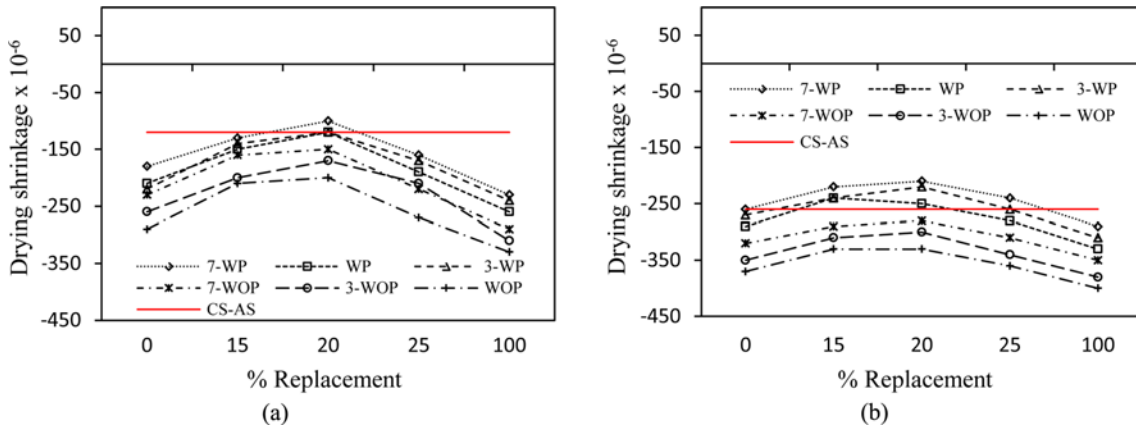 Drying shrinkage x 10⁻⁶
50
0
-50
-150
-250
-350
-450
7-WP WP 3-WP
7-WOP 3-WOP WOP
CS-AS
0 15 20 25 100
% Replacement
(a)
Drying shrinkage x 10⁻⁶
50
-50
-150
-250
-350
-450
7-WP WP 3-WP
7-WOP 3-WOP WOP
CS-AS
0 15 20 25 100
% Replacement
(b)